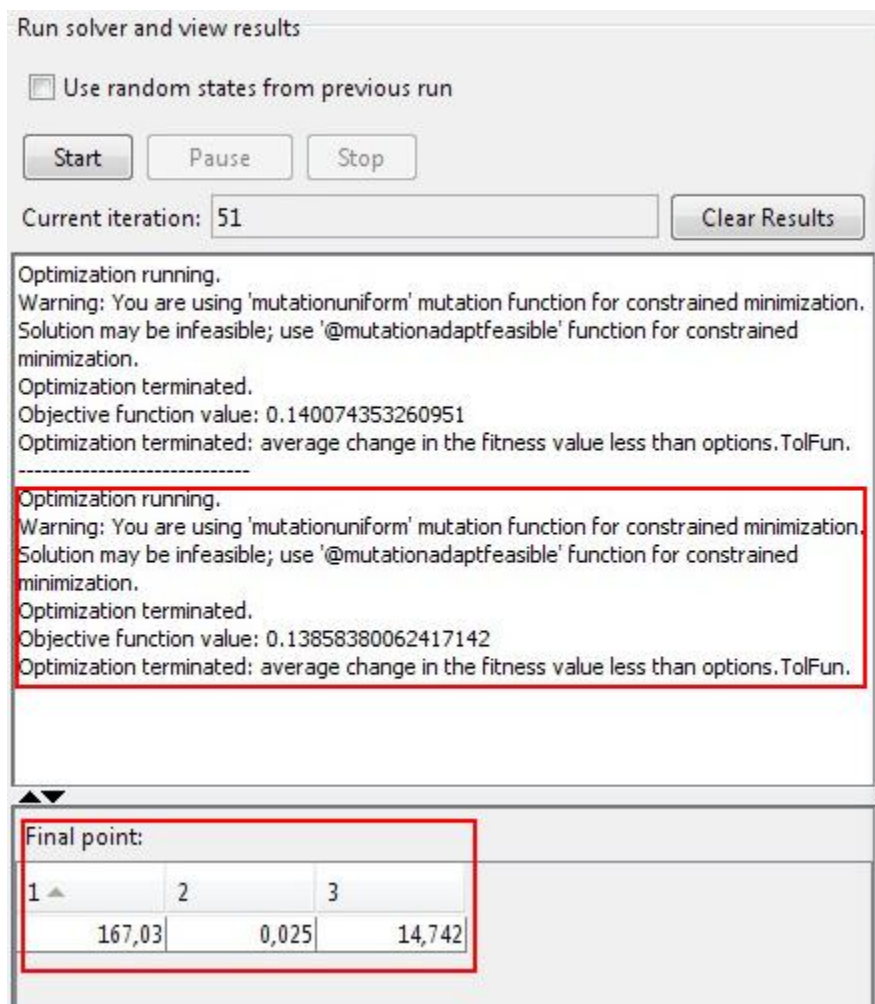 Run solver and view results
Use random states from previous run
Start Pause Stop
Current iteration: 51 Clear Results
Optimization running.
Warning: You are using 'mutationuniform' mutation function for constrained minimization.
Solution may be infeasible; use '@mutationadaptfeasible' function for constrained
minimization.
Optimization terminated.
Objective function value: 0.140074353260951
Optimization terminated: average change in the fitness value less than options.TolFun.
-----------------------------
Optimization running.
Warning: You are using 'mutationuniform' mutation function for constrained minimization.
Solution may be infeasible; use '@mutationadaptfeasible' function for constrained
minimization.
Optimization terminated.
Objective function value: 0.13858380062417142
Optimization terminated: average change in the fitness value less than options.TolFun.
Final point:
1 2 3
167,03 0,025 14,742